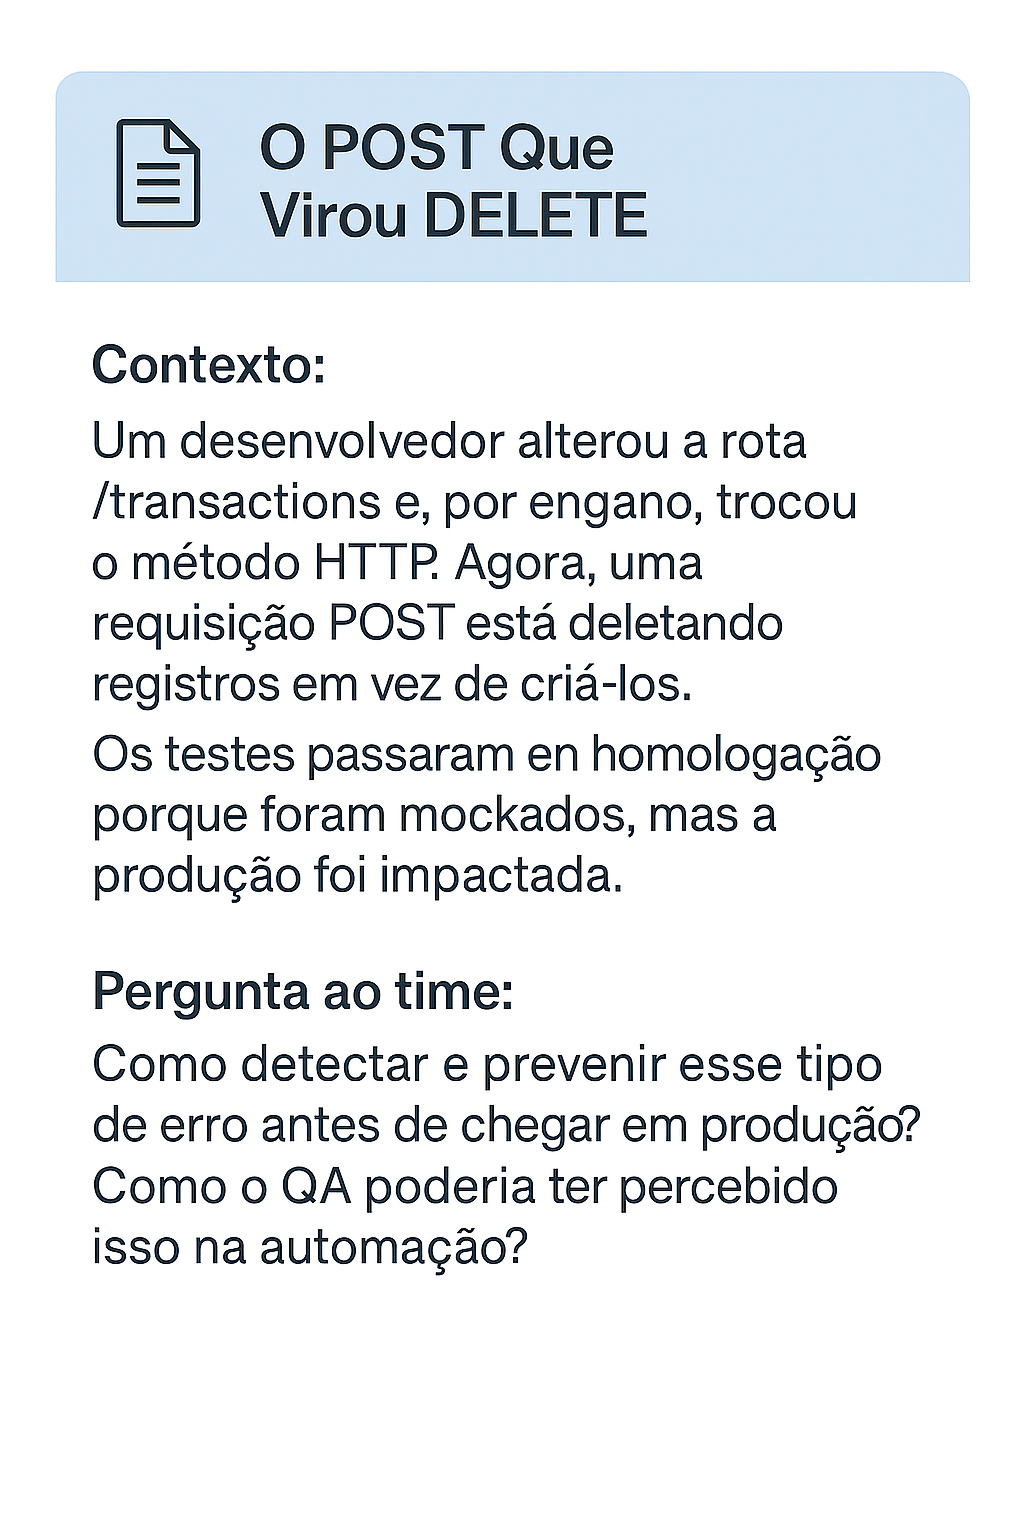 O POST Que
Virou DELETE
Contexto:
Um desenvolvedor alterou a rota
/transactions e, por engano, trocou
o método HTTP. Agora, uma
requisição POST está deletando
registros em vez de criá-los.
Os testes passaram en homologação
porque foram mockados, mas a
produção foi impactada.
Pergunta ao time:
Como detectar e prevenir esse tipo
de erro antes de chegar em produção?
Como o QA poderia ter percebido
isso na automação?